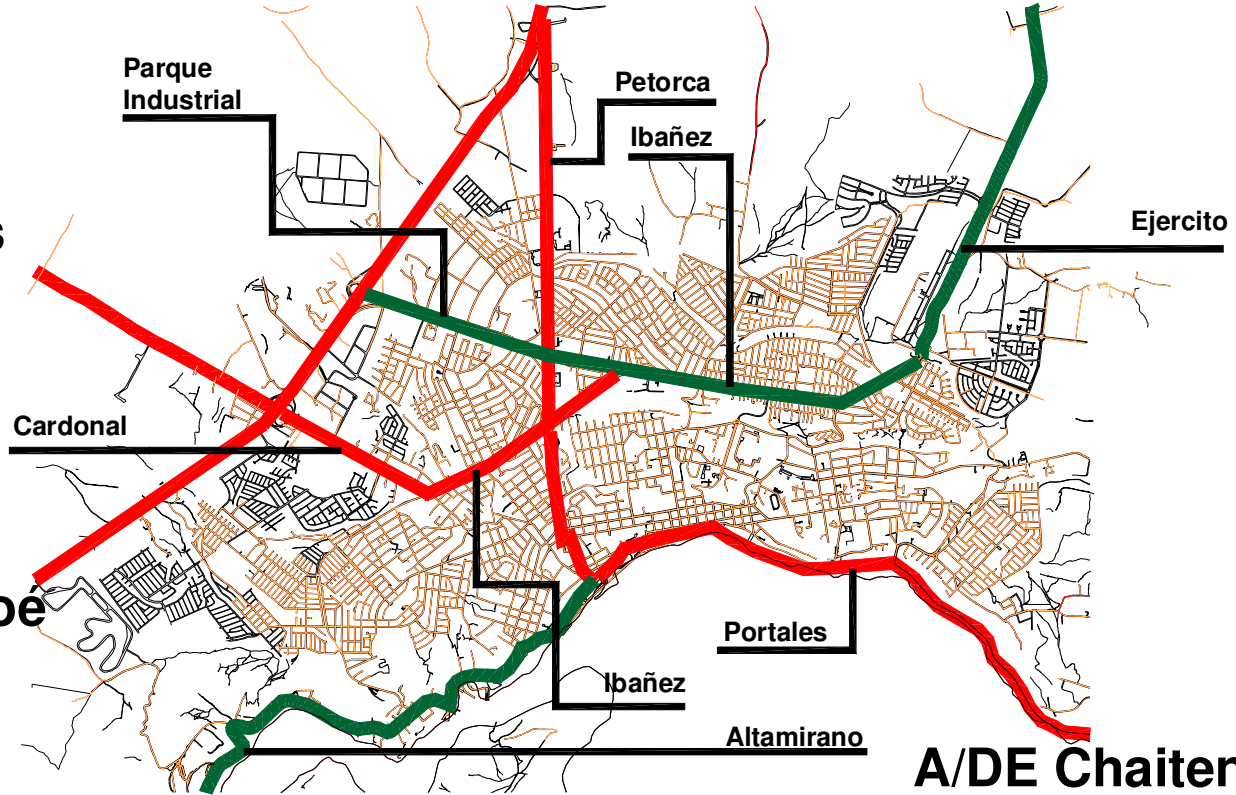 Parque
Industrial
Petorca
Ibañez
Ejercito
Cardonal
Portales
Ibañez
Altamirano
A/DE Chaiten